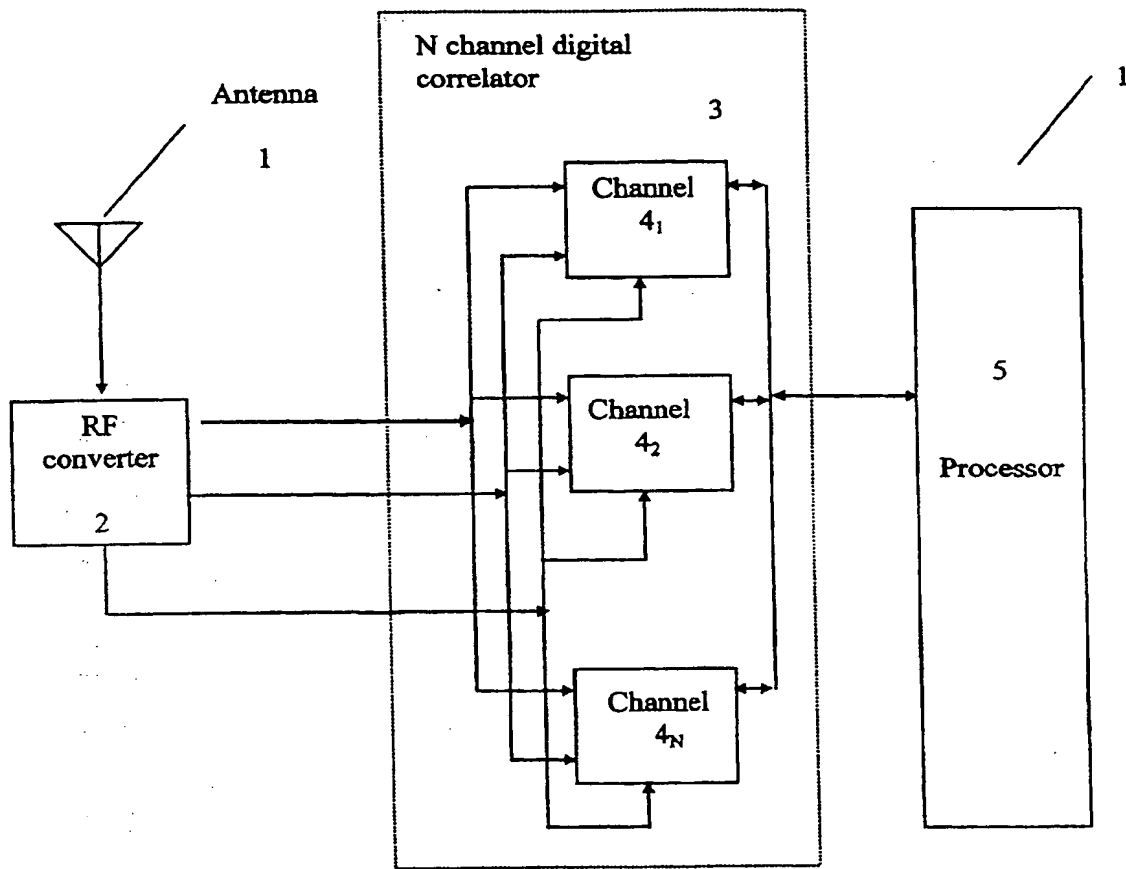 N channel digital
correlator
Antenna
1
3
1
Channel
4₁
Channel
4₂
5
Processor
RF
converter
2
Channel
4ₙ